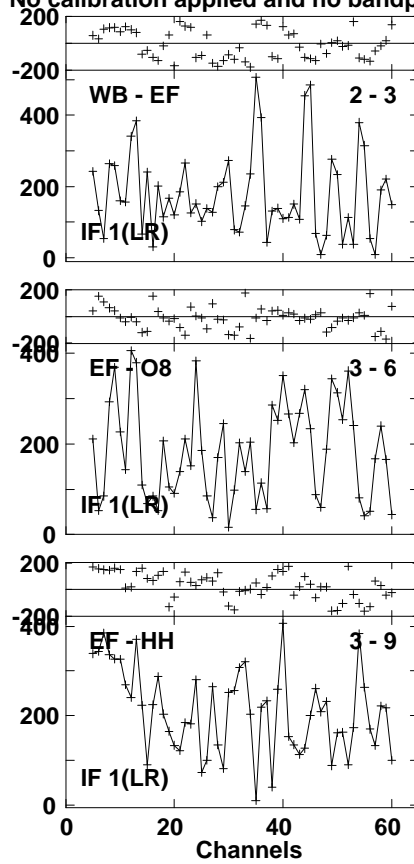 No calibration applied and no bandp
200
-200
WB - EF 2 - 3
400
200
IF 1(LR)
0
200
-200
400
EF - O8 3 - 6
200
IF 1(LR)
0
200
-200
400
EF - HH 3 - 9
200
IF 1(LR)
0
0 20 40 60
Channels